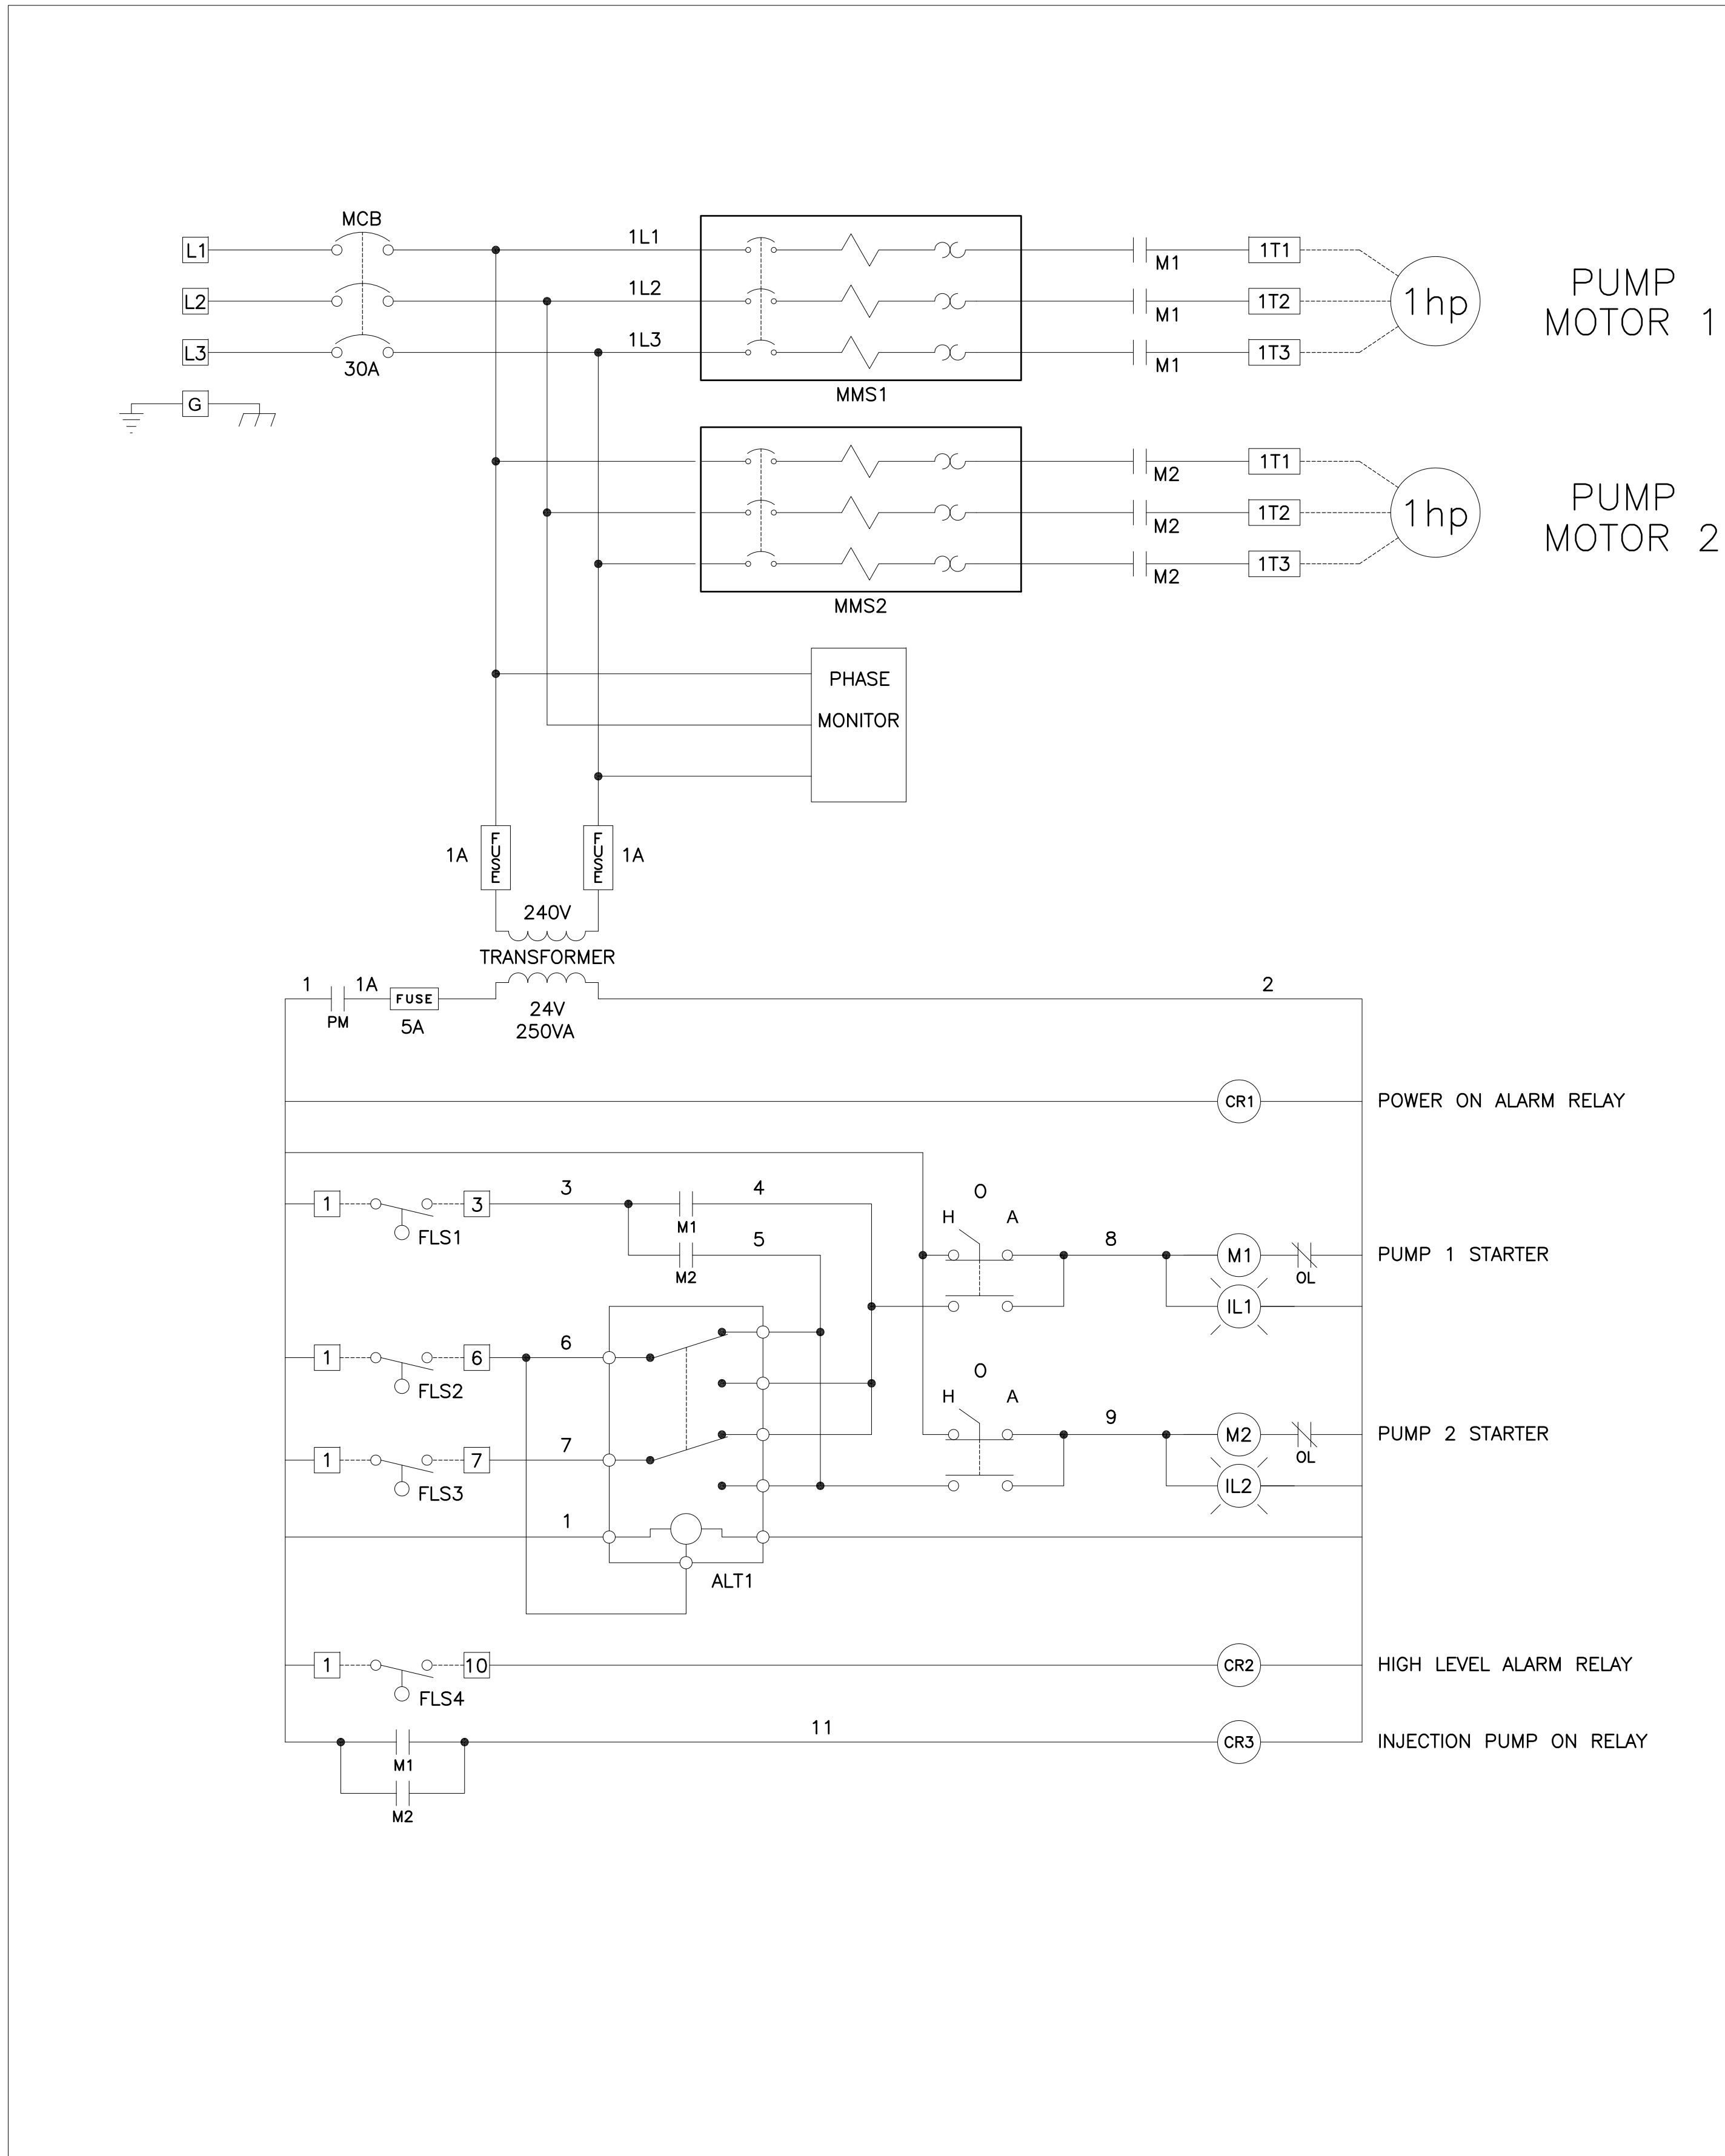 MCB
L1
1L1
M1
1T1
L2
1L2
M1
1T2
1hp
PUMP
MOTOR 1
L3
1L3
M1
1T3
30A
MMS1
G
M2
1T1
M2
1T2
1hp
PUMP
MOTOR 2
M2
1T3
MMS2
PHASE
MONITOR
1A
FUSE
FUSE
1A
240V
TRANSFORMER
1
1A
FUSE
2
PM
5A
24V
250VA
CR1
POWER ON ALARM RELAY
1
3
3
4
FLS1
M1
5
M2
H
O
A
8
M1
OL
PUMP 1 STARTER
IL1
1
6
6
FLS2
H
O
A
9
M2
OL
PUMP 2 STARTER
IL2
1
7
7
FLS3
1
ALT1
1
10
FLS4
CR2
HIGH LEVEL ALARM RELAY
11
M1
M2
CR3
INJECTION PUMP ON RELAY